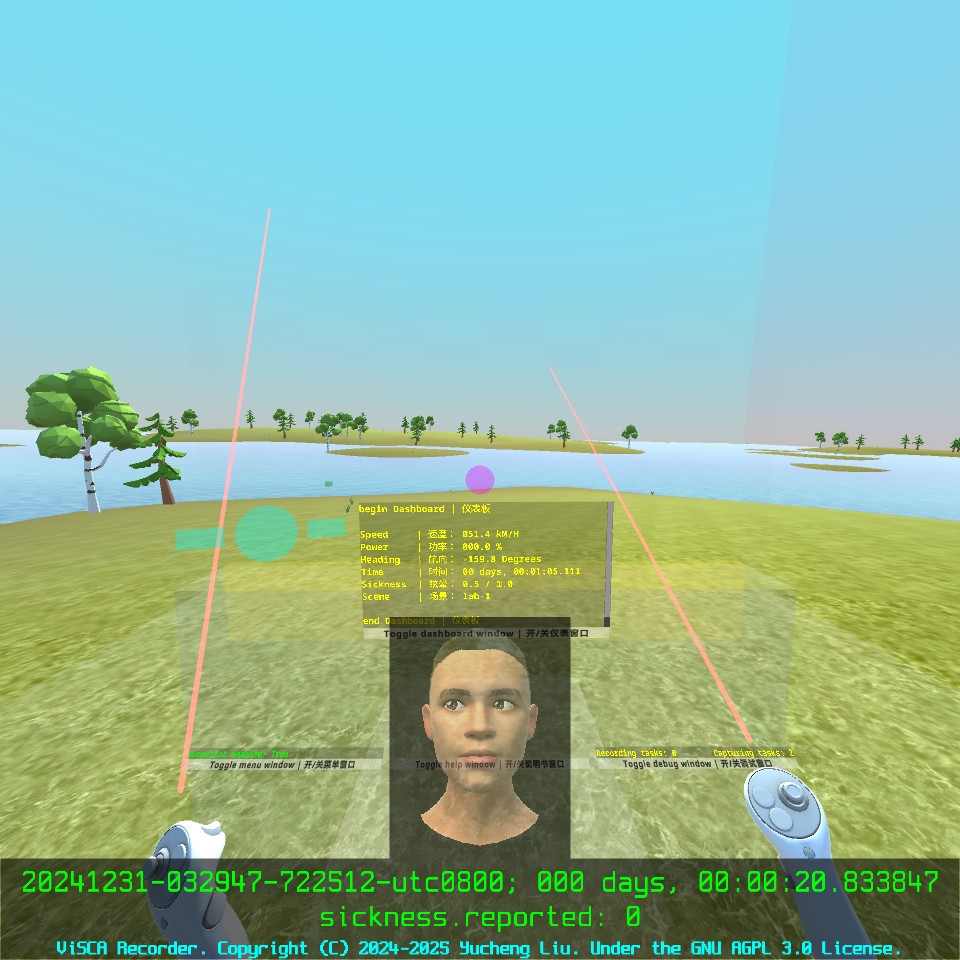 begin Dashboard | 仪表板
Speed | 速度： 051.4 kM/H
Power | 功率： 000.0 %
Heading | 航向： -159.8 Degrees
Time | 时间： 00 days, 00:01:05.111
Sickness | 眩晕： 0.5 / 1.0
Scene | 场景： lab-1
end Dashboard | 仪表板
Toggle dashboard window | 开/关仪表窗口
Recording tasks: 0 Capturing tasks: 2
Toggle menu window | 开/关菜单窗口
Toggle help window | 开/关说明书窗口
Toggle debug window | 开/关调试窗口
20241231-032947-722512-utc0800; 000 days, 00:00:20.833847
sickness.reported: 0
ViSCA Recorder. Copyright (C) 2024-2025 Yucheng Liu. Under the GNU AGPL 3.0 License.